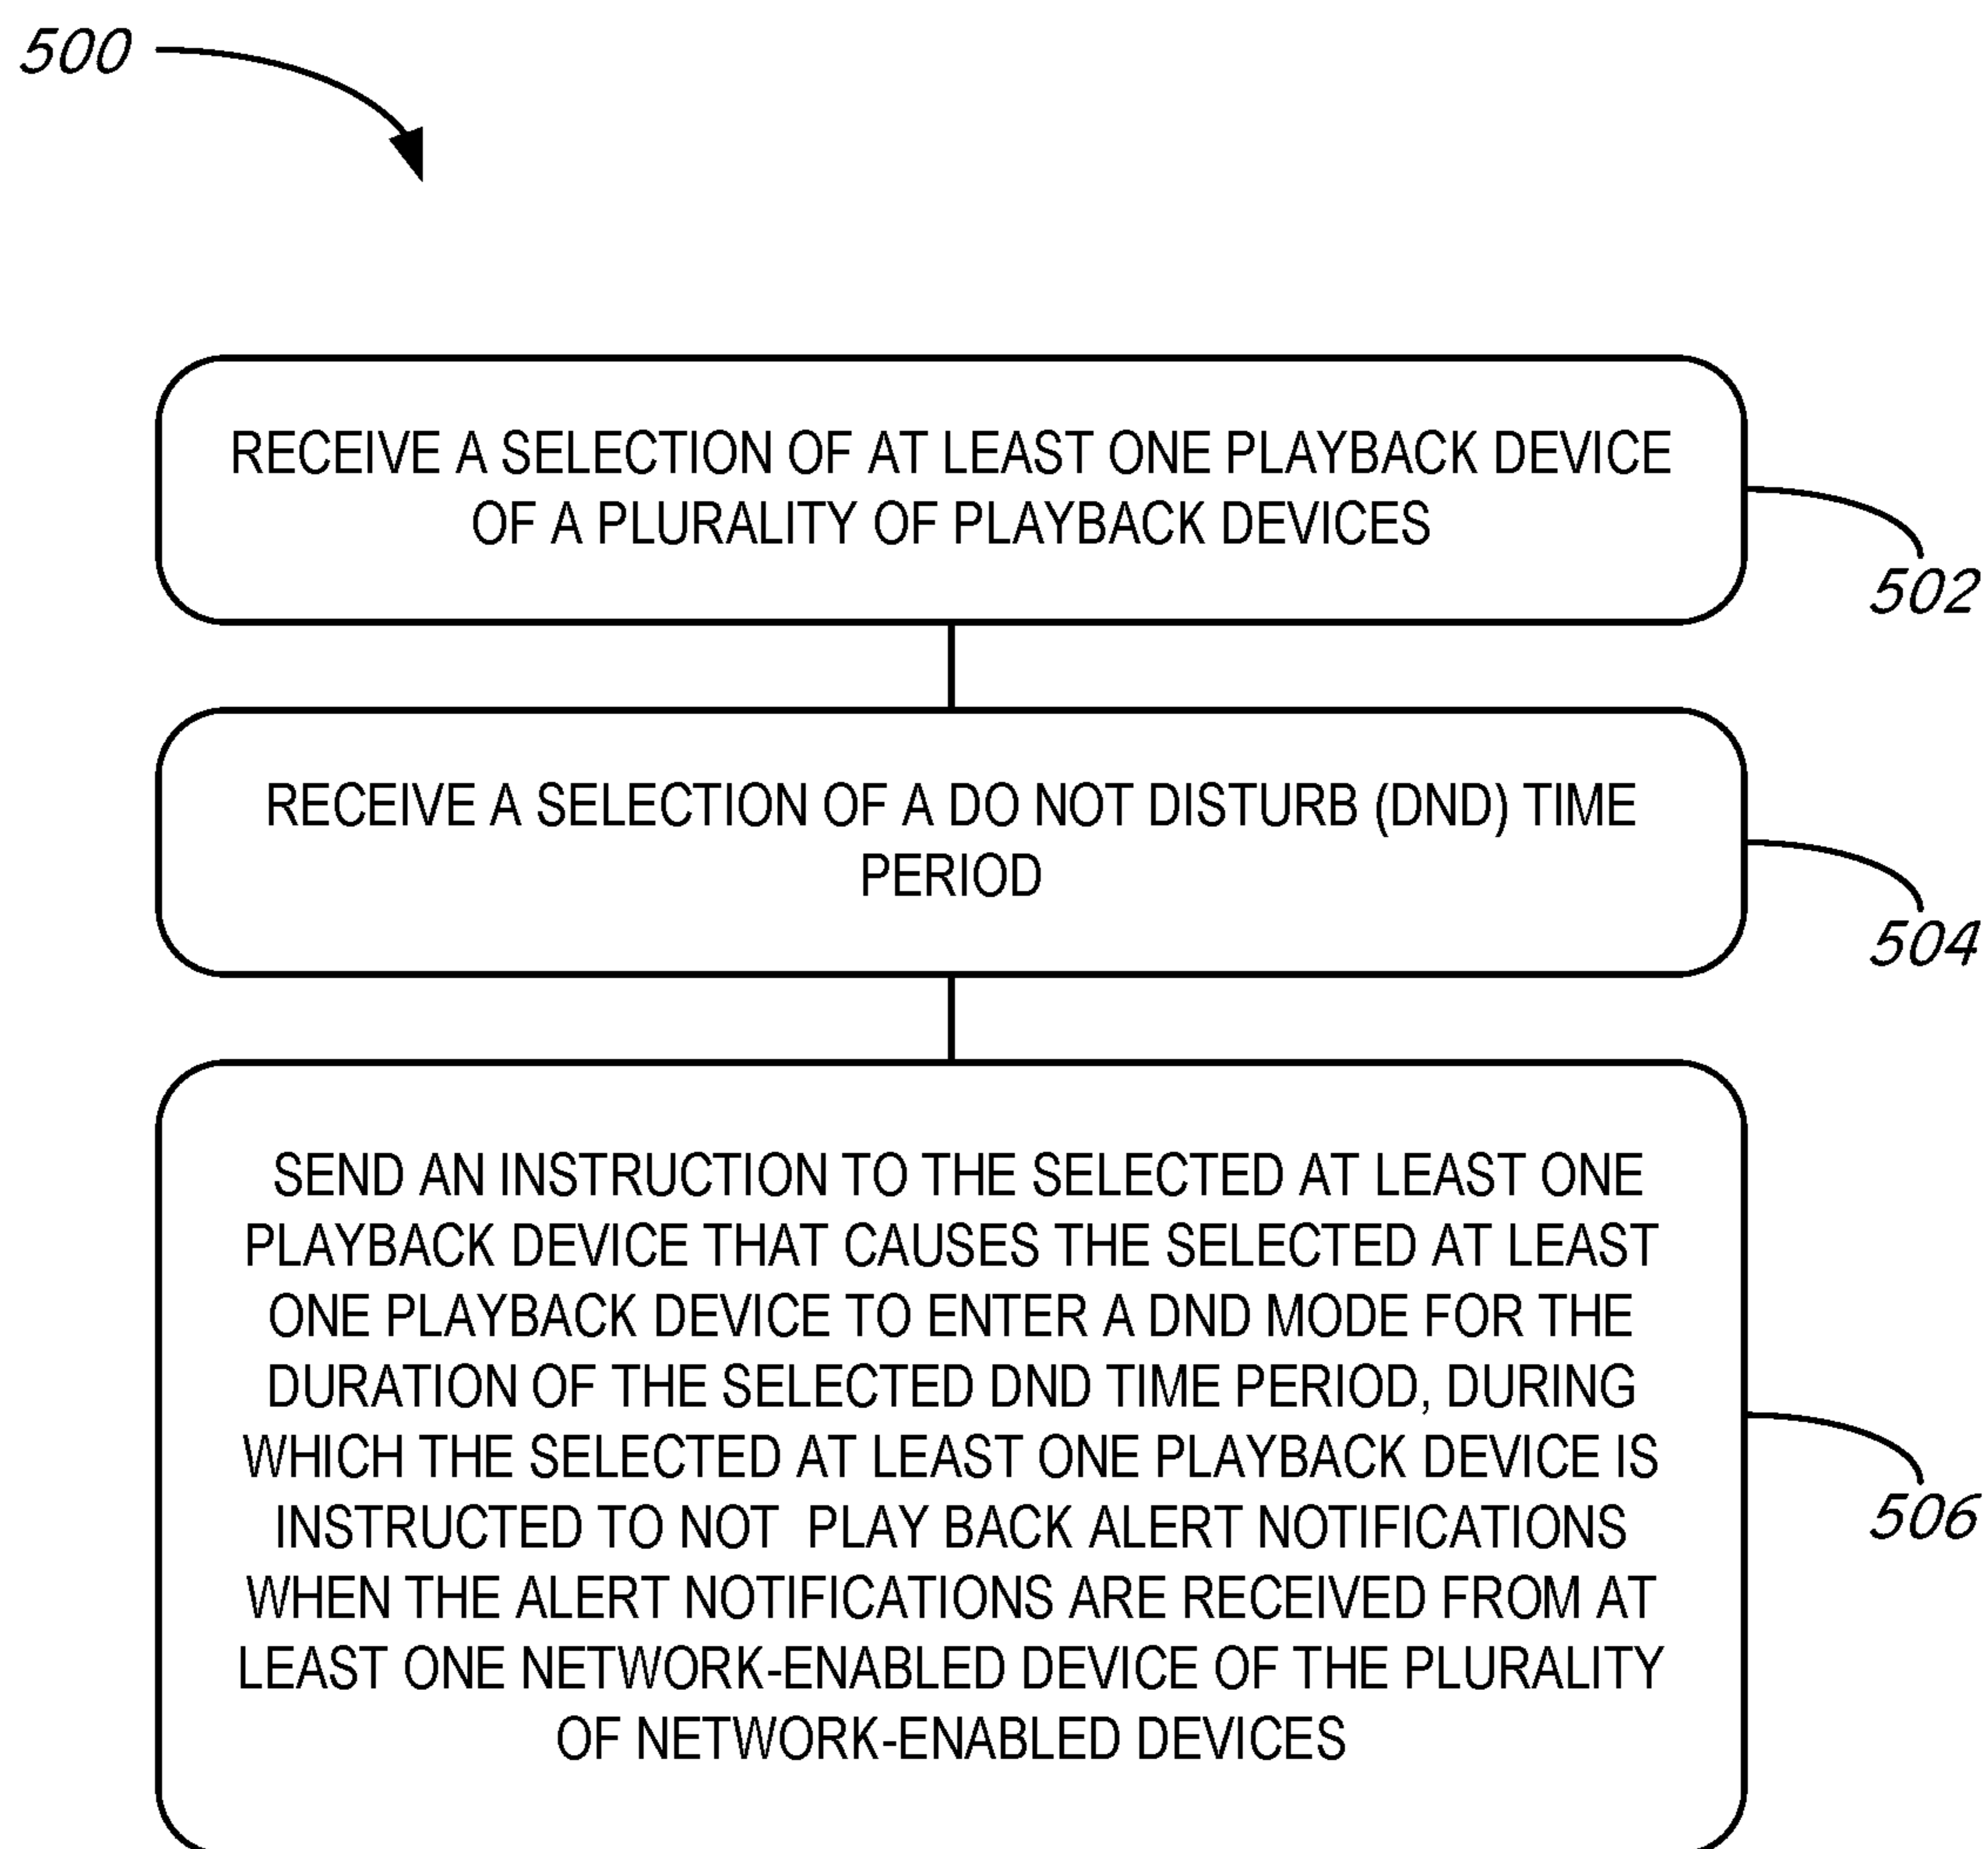 500
RECEIVE A SELECTION OF AT LEAST ONE PLAYBACK DEVICE
OF A PLURALITY OF PLAYBACK DEVICES
502
RECEIVE A SELECTION OF A DO NOT DISTURB (DND) TIME
PERIOD
504
SEND AN INSTRUCTION TO THE SELECTED AT LEAST ONE
PLAYBACK DEVICE THAT CAUSES THE SELECTED AT LEAST
ONE PLAYBACK DEVICE TO ENTER A DND MODE FOR THE
DURATION OF THE SELECTED DND TIME PERIOD, DURING
WHICH THE SELECTED AT LEAST ONE PLAYBACK DEVICE IS
INSTRUCTED TO NOT PLAY BACK ALERT NOTIFICATIONS
WHEN THE ALERT NOTIFICATIONS ARE RECEIVED FROM AT
LEAST ONE NETWORK-ENABLED DEVICE OF THE PLURALITY
OF NETWORK-ENABLED DEVICES
506